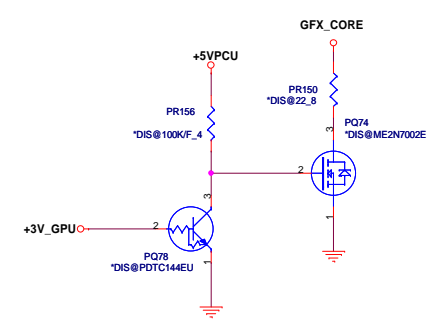 GFX_CORE
+5VPCU
PR150
*DIS@22_8
PR156
*DIS@100K/F_4
PQ74
*DIS@ME2N7002E
3
2
1
3
+3V_GPU
2
PQ78
*DIS@PDTC144EU
1